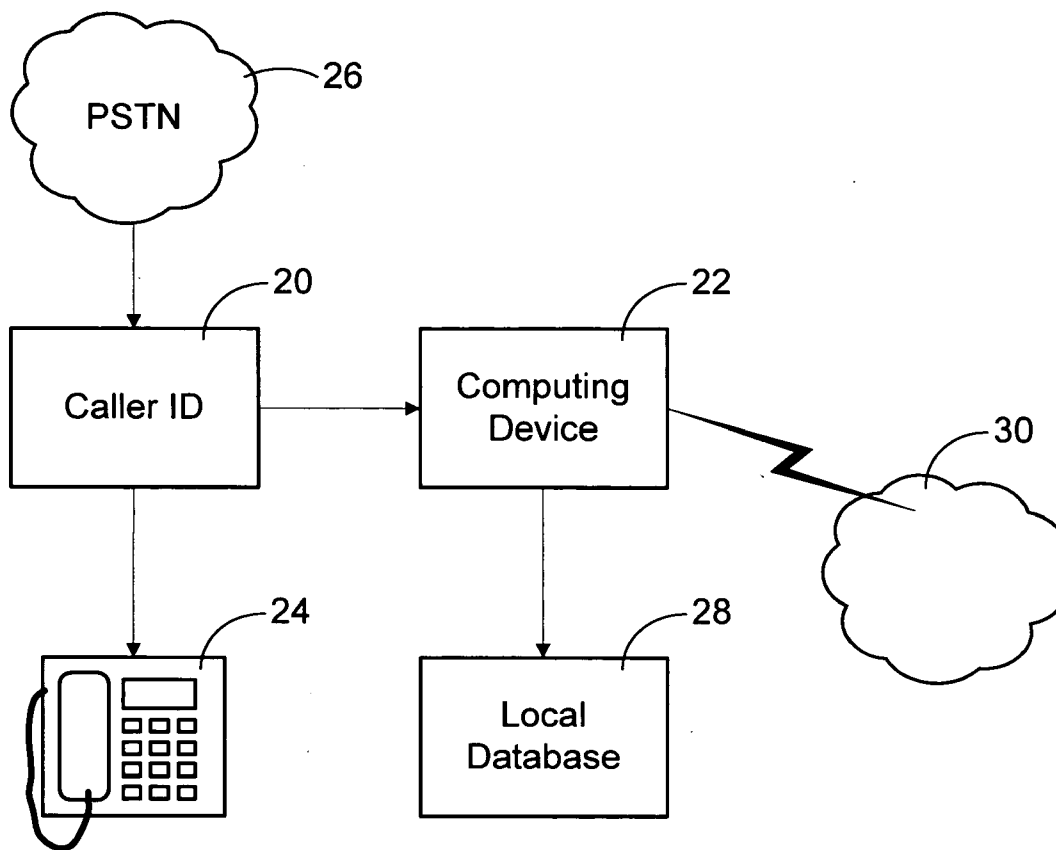 26
PSTN
20
22
Caller ID
Computing
Device
30
24
28
Local
Database